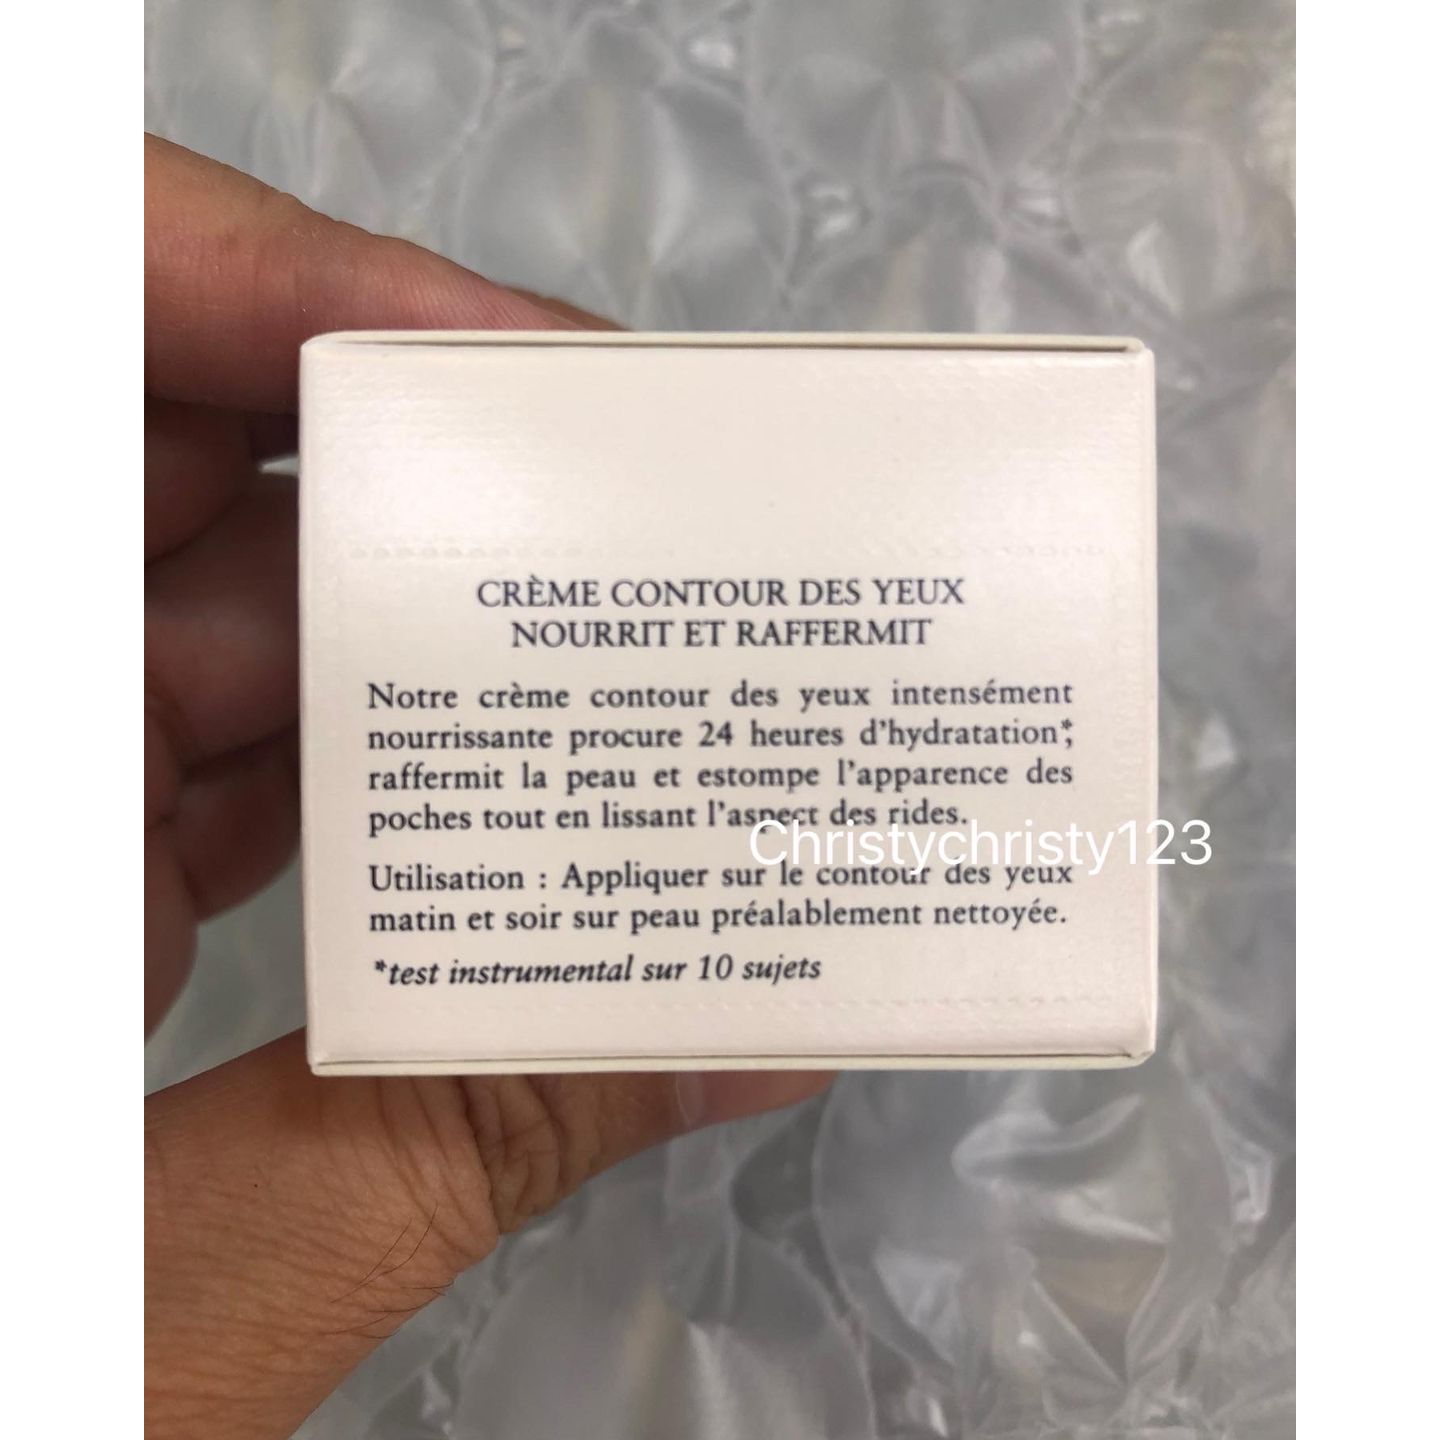 CRÈME CONTOUR DES YEUX
NOURRIT ET RAFFERMIT
Notre crème contour des yeux intensément
nourrissante procure 24 heures d'hydratation*,
raffermit la peau et estompe l'apparence des
poches tout en lissant l'aspect des rides.
Christychristy123
Utilisation : Appliquer sur le contour des yeux
matin et soir sur peau préalablement nettoyée.
*test instrumental sur 10 sujets